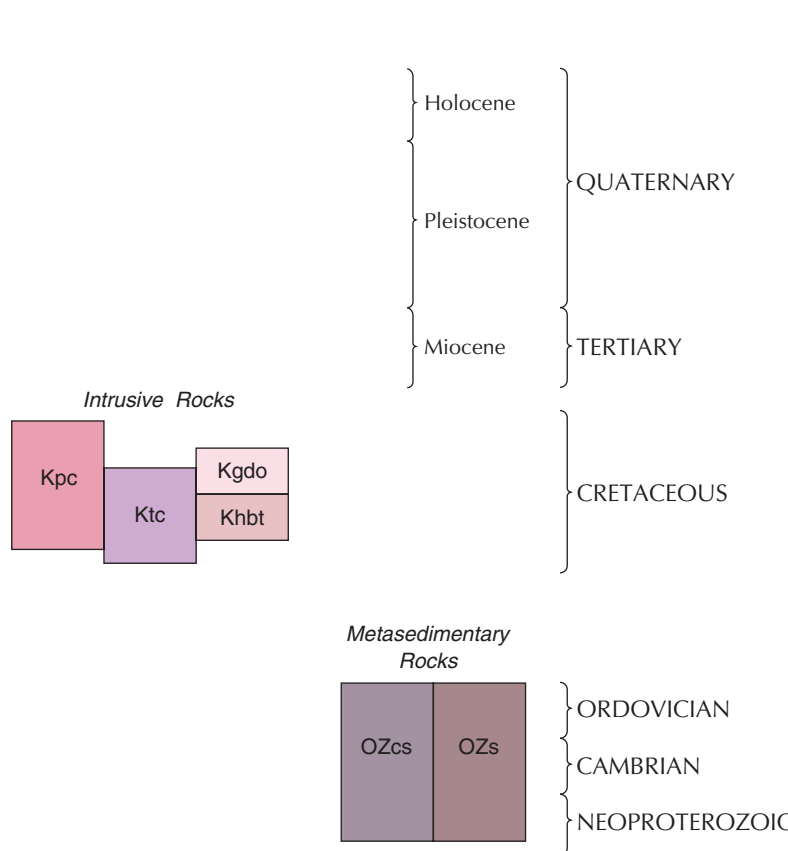 Holocene
QUATERNARY
Pleistocene
Miocene
TERTIARY
Intrusive Rocks
Kpc
Kgdo
Ktc
Khbt
CRETACEOUS
Metasedimentary
Rocks
OZcs
OZs
ORDOVICIAN
CAMBRIAN
NEOPROTEROZOIC